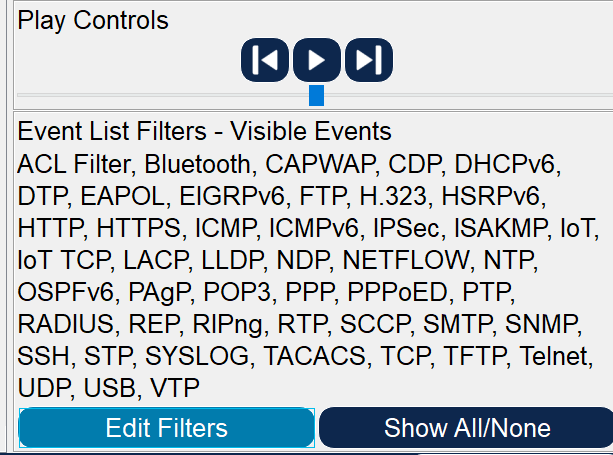 Play Controls
Event List Filters - Visible Events
ACL Filter, Bluetooth, CAPWAP, CDP, DHCPv6,
DTP, EAPOL, EIGRPv6, FTP, H.323, HSRPv6,
HTTP, HTTPS, ICMP, ICMPv6, IPSec, ISAKMP, IoT,
IoT TCP, LACP, LLDP, NDP, NETFLOW, NTP,
OSPFv6, PAgP, POP3, PPP, PPPoED, PTP,
RADIUS, REP, RIPng, RTP, SCCP, SMTP, SNMP,
SSH, STP, SYSLOG, TACACS, TCP, TFTP, Telnet,
UDP, USB, VTP
Edit Filters
Show All/None